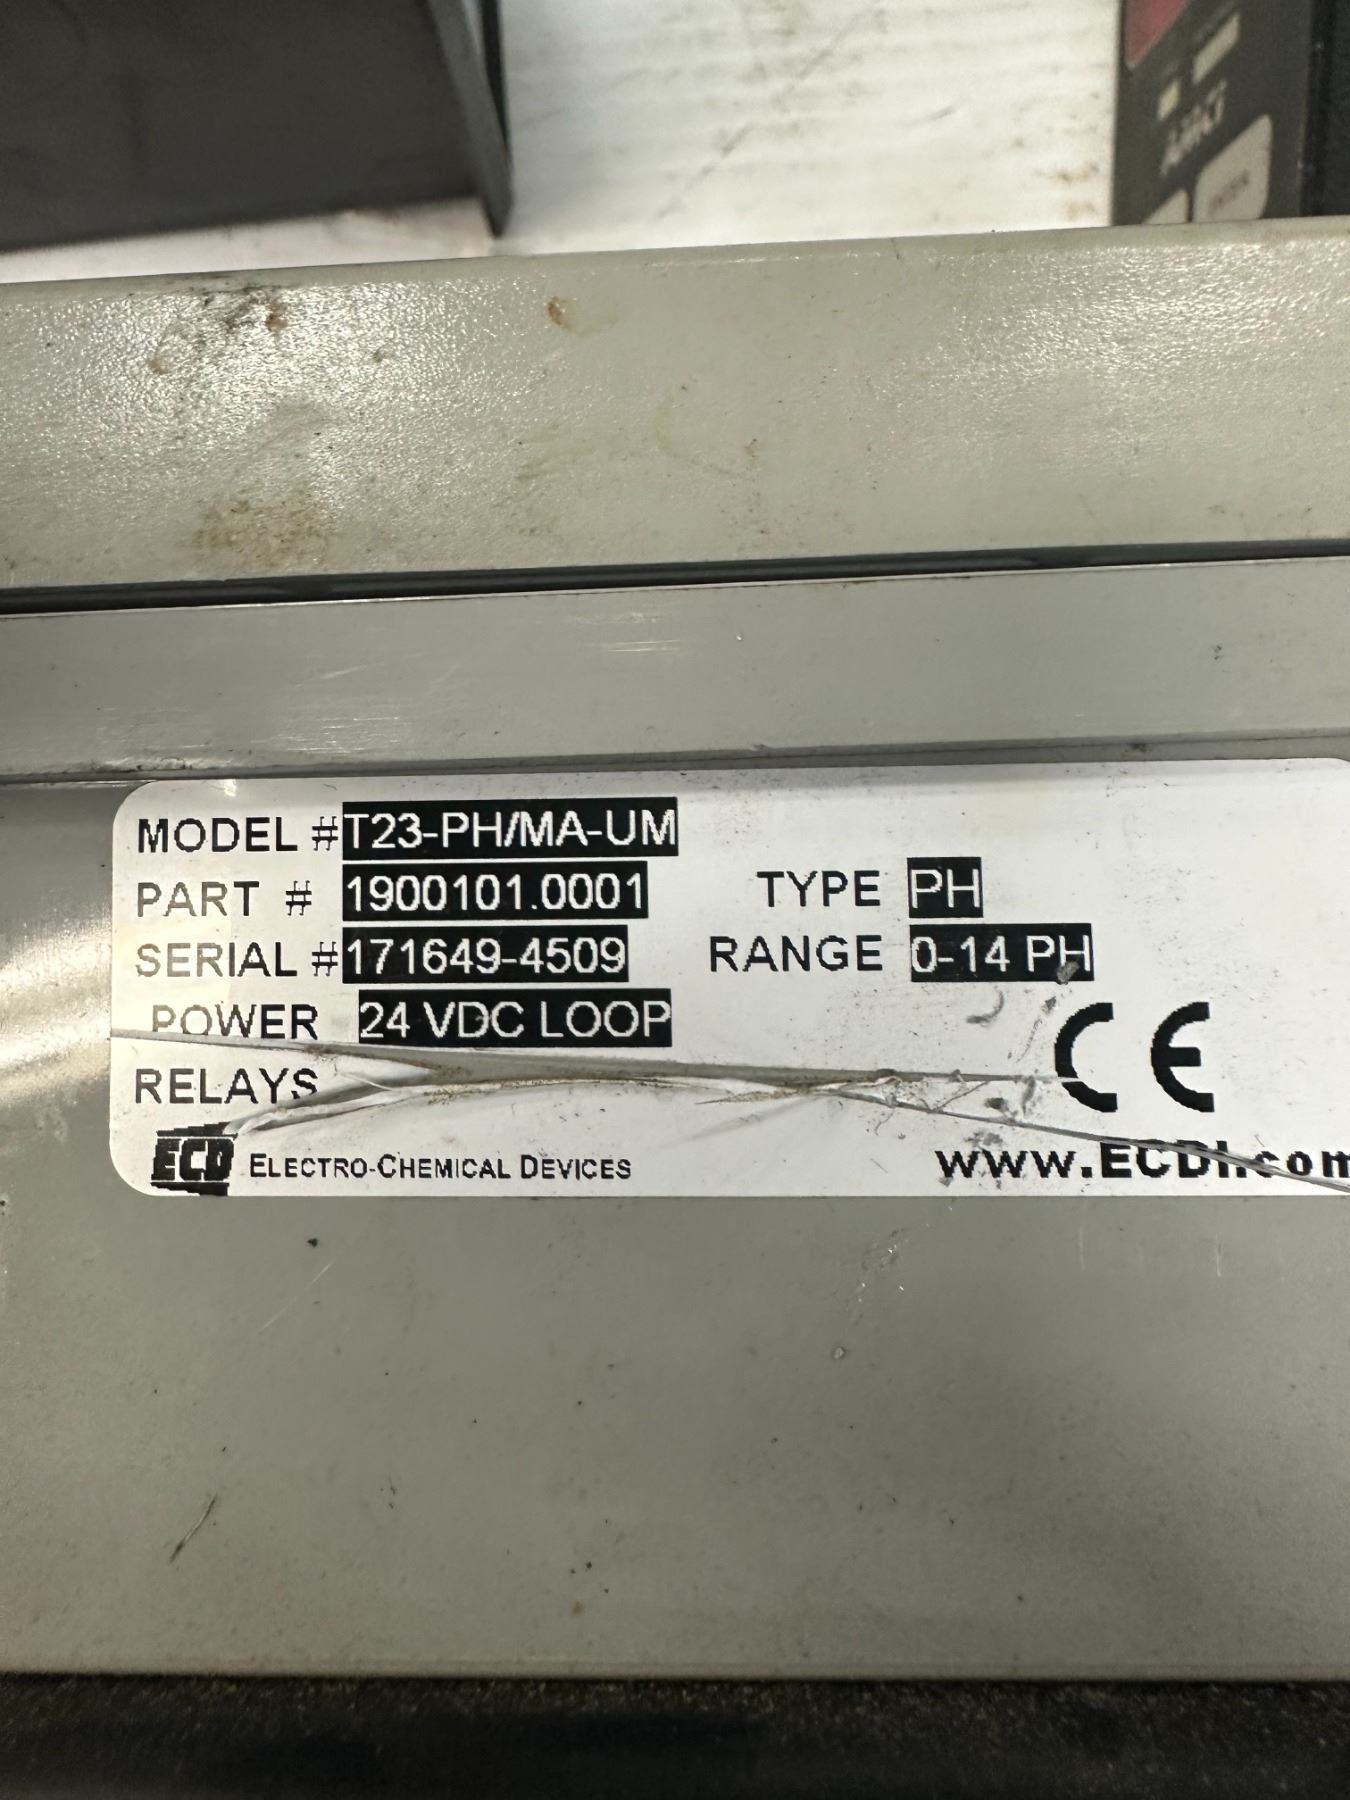 MODEL # T23-PH/MA-UM
PART # 1900101.0001
TYPE PH
SERIAL # 171649-4509
RANGE 0-14 PH
POWER 24 VDC LOOP
RELAYS
CE
ECD ELECTRO-CHEMICAL DEVICES
www.ECDI.com